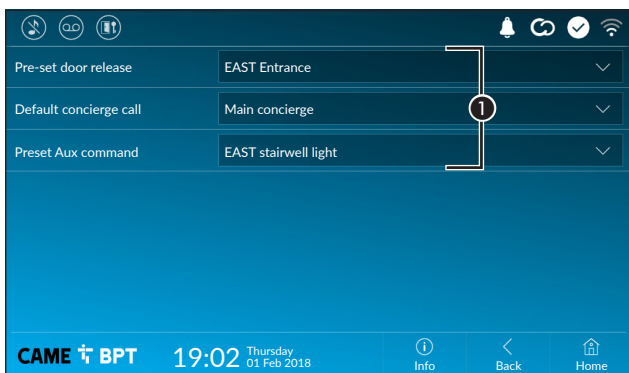 Pre-set door release EAST Entrance
Default concierge call Main concierge
1
Preset Aux command EAST stairwell light
CAME BPT 19:02 Thursday
01 Feb 2018
Info Back Home